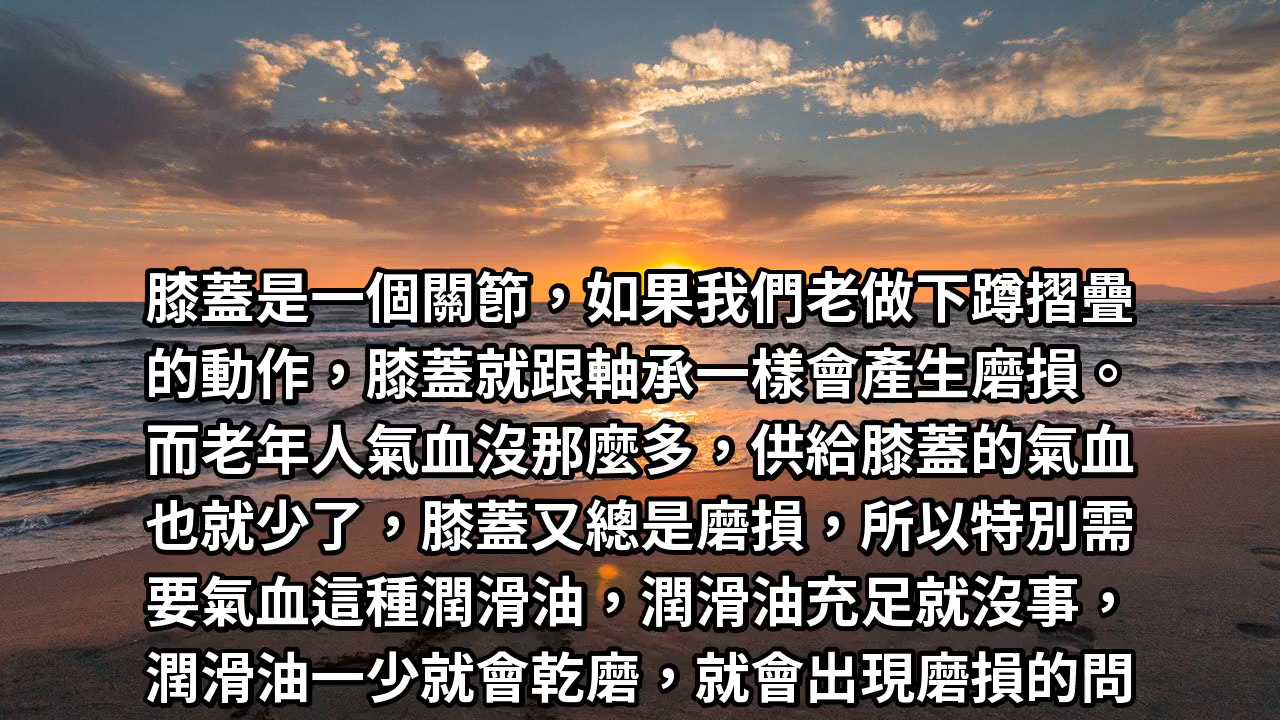 膝蓋是一個關節，如果我們老做下蹲摺疊
的動作，膝蓋就跟軸承一樣會產生磨損。
而老年人氣血沒那麼多，供給膝蓋的氣血
也就少了，膝蓋又總是磨損，所以特別需
要氣血這種潤滑油，潤滑油充足就沒事，
潤滑油一少就會乾磨，就會出現磨損的問